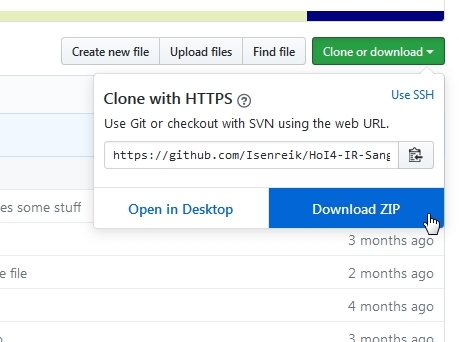 Create new file Upload files Find file Clone or download
Clone with HTTPS Use SSH
Use Git or checkout with SVN using the web URL.
https://github.com/Isenreik/HoI4-IR-Sang
Open in Desktop Download ZIP
es some stuff
3 months ago
e file 2 months ago
4 months ago
3 months ago